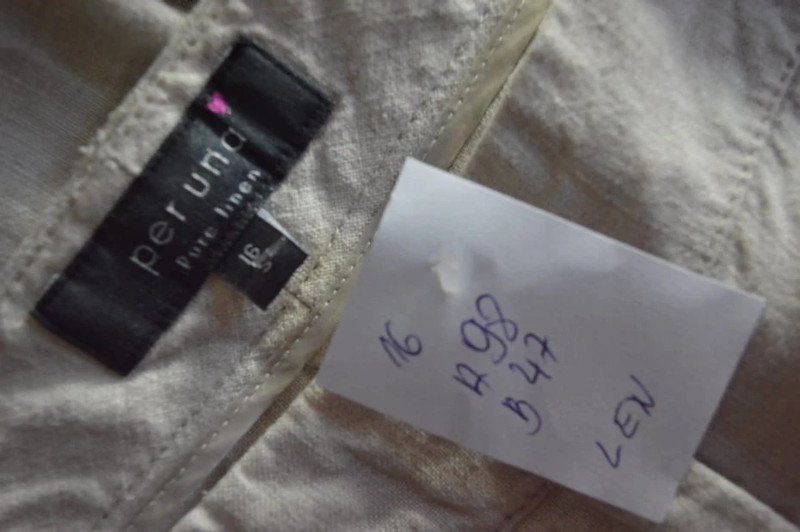 per una
Pure linen
16
16
A 98
B 47
LEN